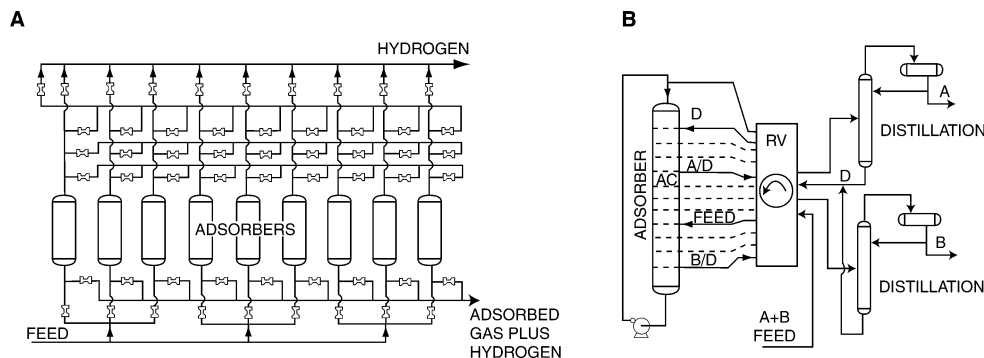 A
HYDROGEN
ADSORBERS
FEED
ADSORBED
GAS PLUS
HYDROGEN
B
ADSORBER
D
A/D
AC
FEED
B/D
RV
A+B
FEED
A
DISTILLATION
D
B
DISTILLATION